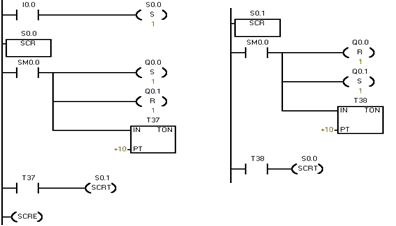 I0.0 S0.0
S
1
S0.0
SCR
SM0.0 Q0.0
S
1
Q0.1
R
1
T37
IN TON
+10 PT
T37 S0.1
SCRT
SCRE
S0.1
SCR
SM0.0 Q0.0
R
1
Q0.1
S
1
T38
IN TON
+10 PT
T38 S0.0
SCRT